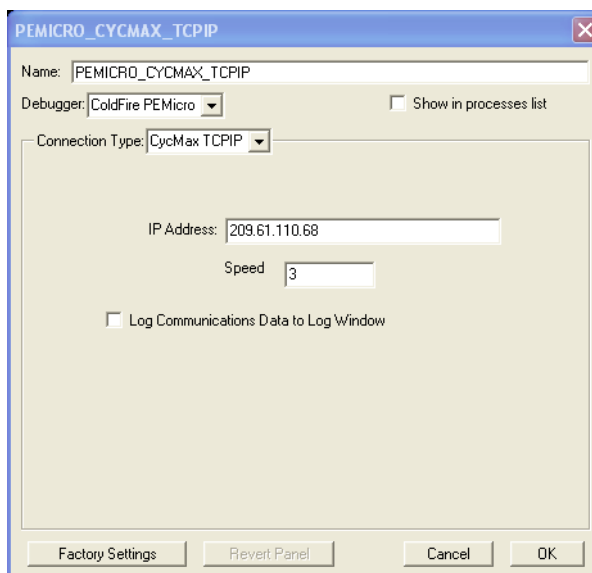 PEMICRO_CYCMAX_TCPIP
Name: PEMICRO_CYCMAX_TCPIP
Debugger: ColdFire PEMicro Show in processes list
Connection Type: CycMax TCPIP
IP Address: 209.61.110.68
Speed 3
Log Communications Data to Log Window
Factory Settings Revert Panel Cancel OK